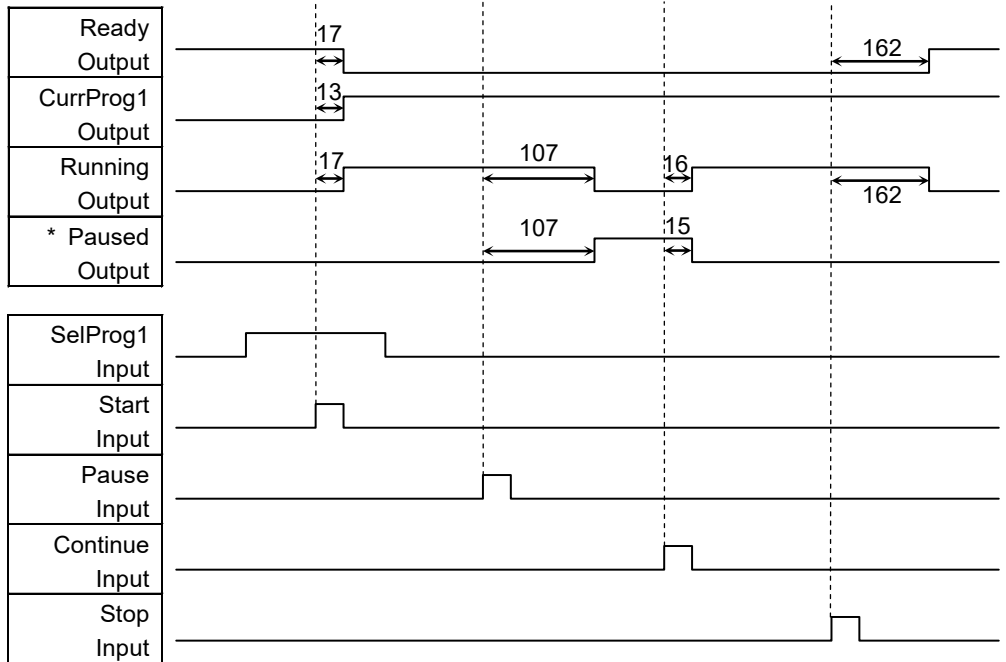 Ready
17
162
Output
CurrProg1
13
Output
Running
17
107
16
Output
162
* Paused
107
15
Output
SelProg1
Input
Start
Input
Pause
Input
Continue
Input
Stop
Input